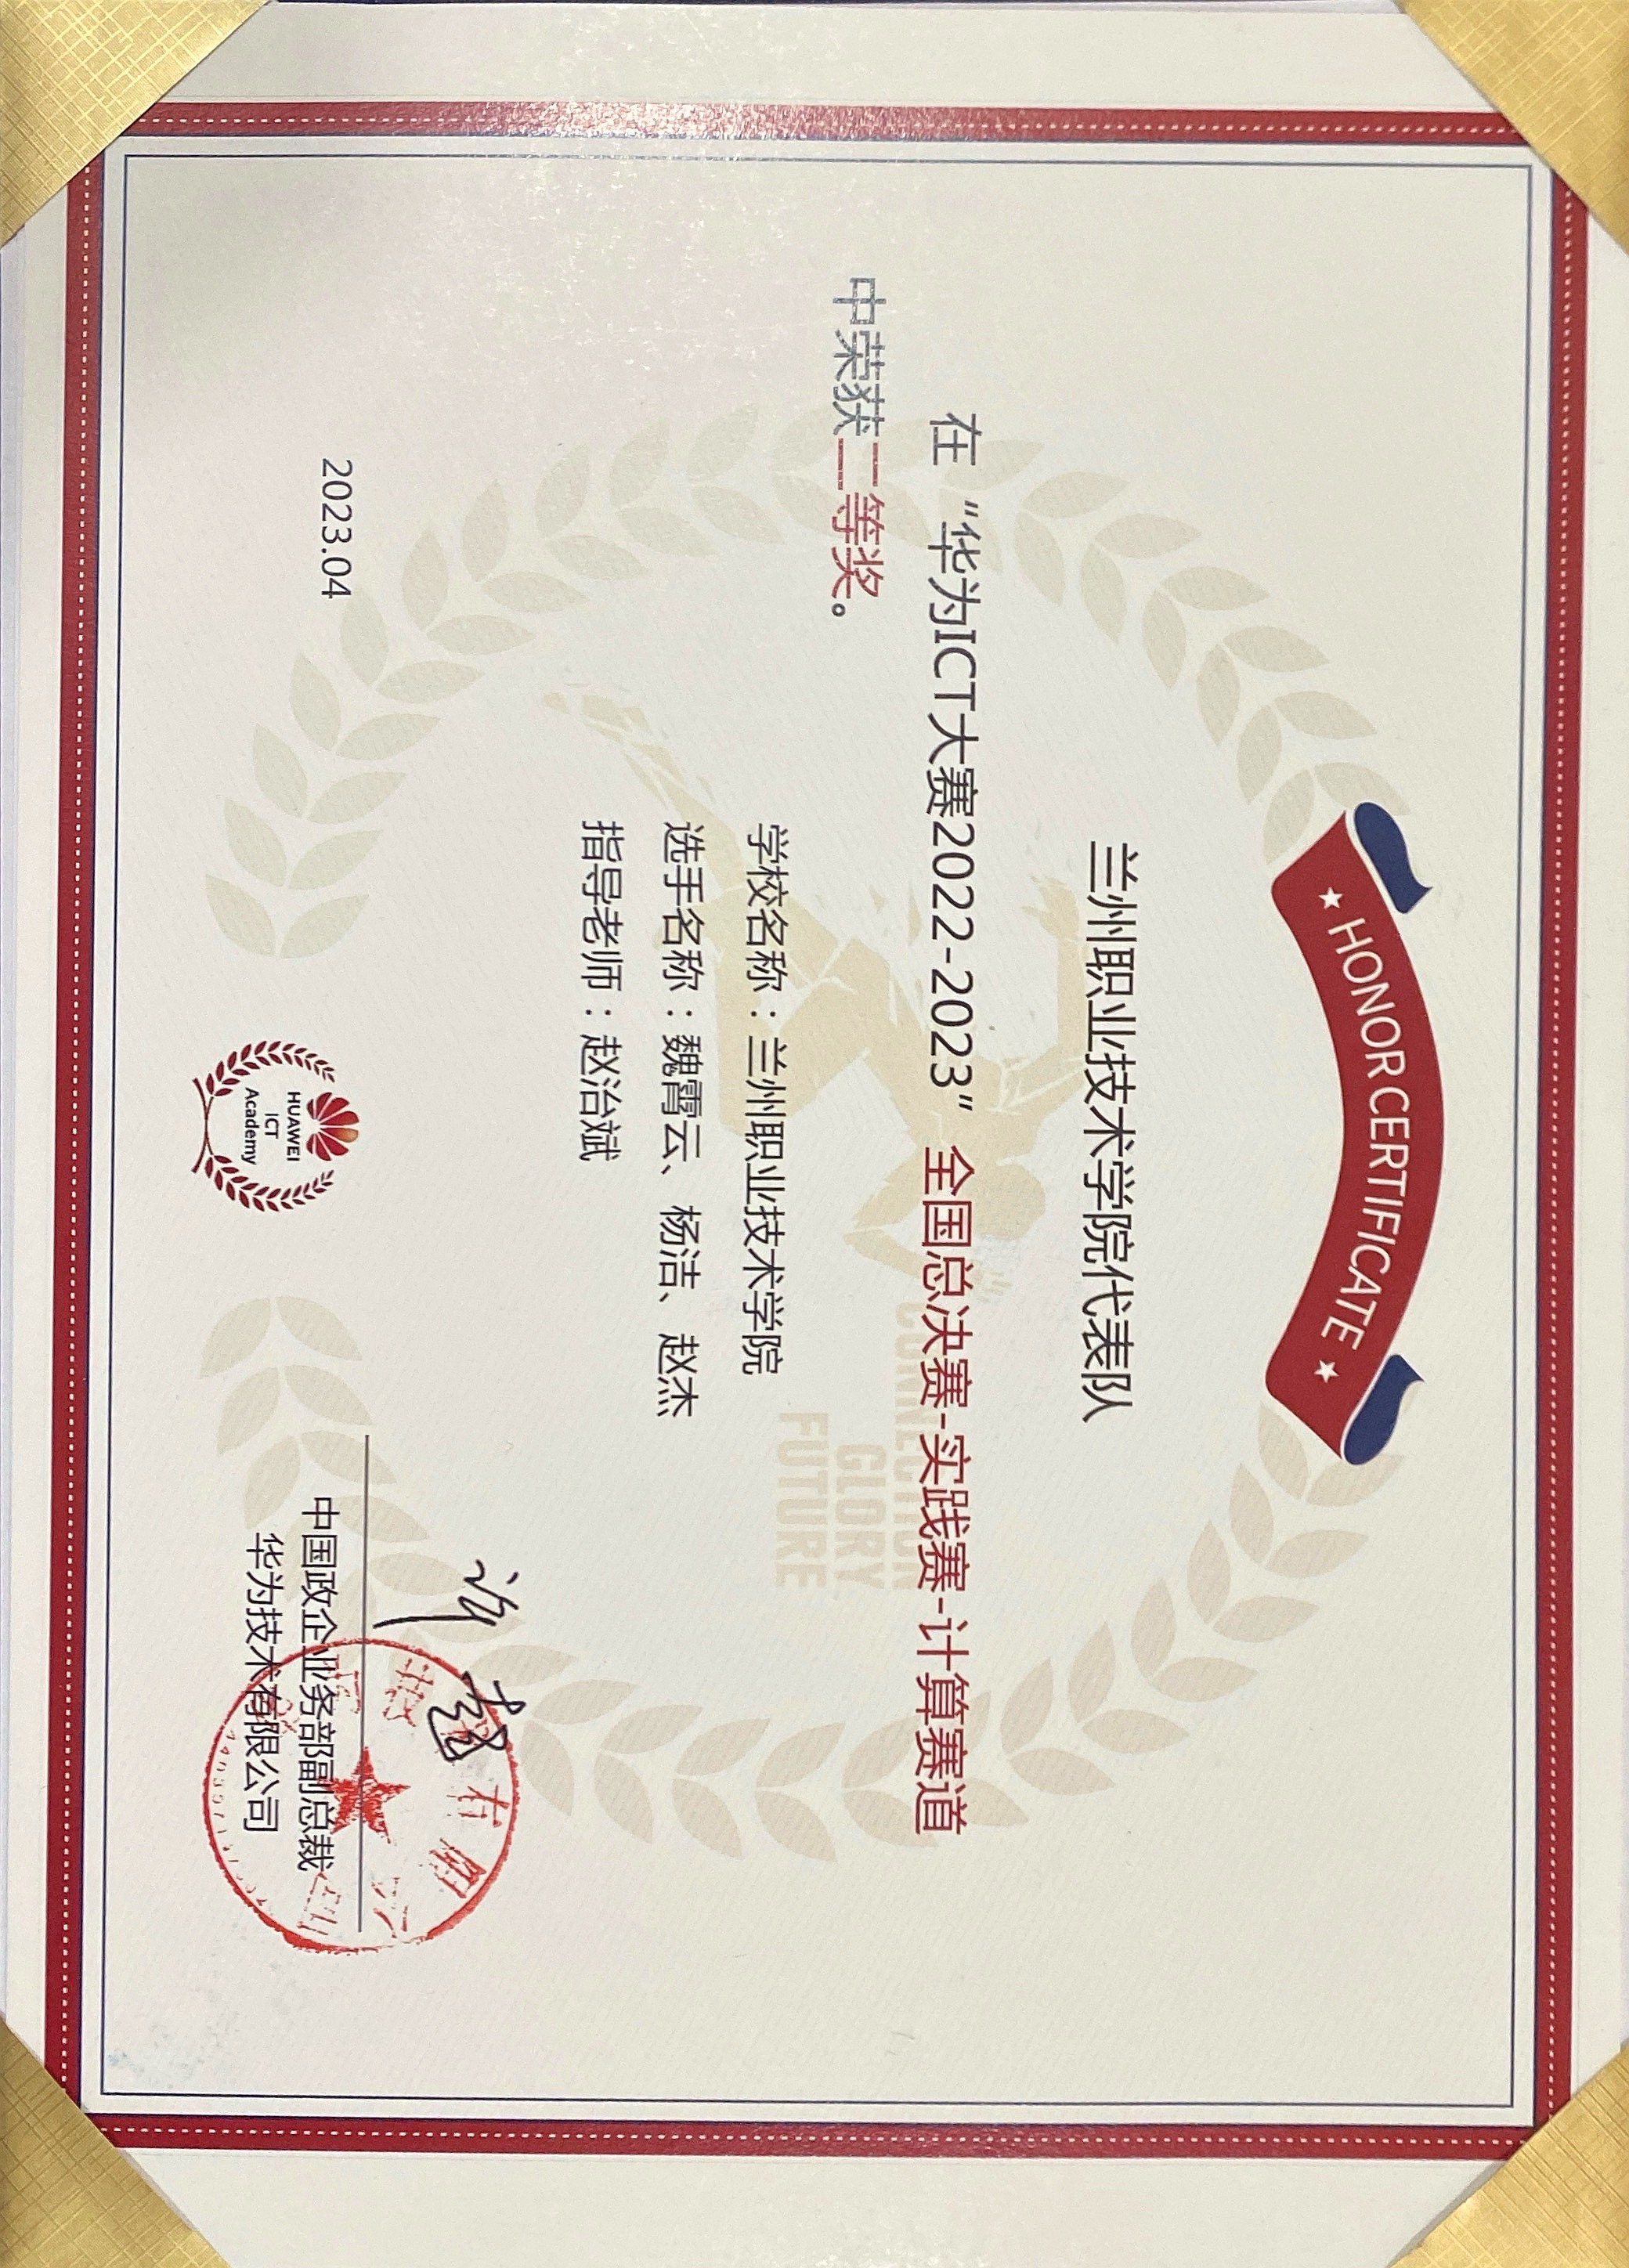 HONOR CERTIFICATE
兰州职业技术学院代表队
在“华为ICT大赛2022-2023”全国总决赛-实践赛-计算赛道
中荣获二等奖。
CONNECTION
GLORY
FUTURE
学校名称：兰州职业技术学院
选手名称：魏霄云、杨洁、赵杰
指导老师：赵治斌
2023.04
HUAWEI
ICT
Academy
中国政企业务部副总裁
华为技术有限公司